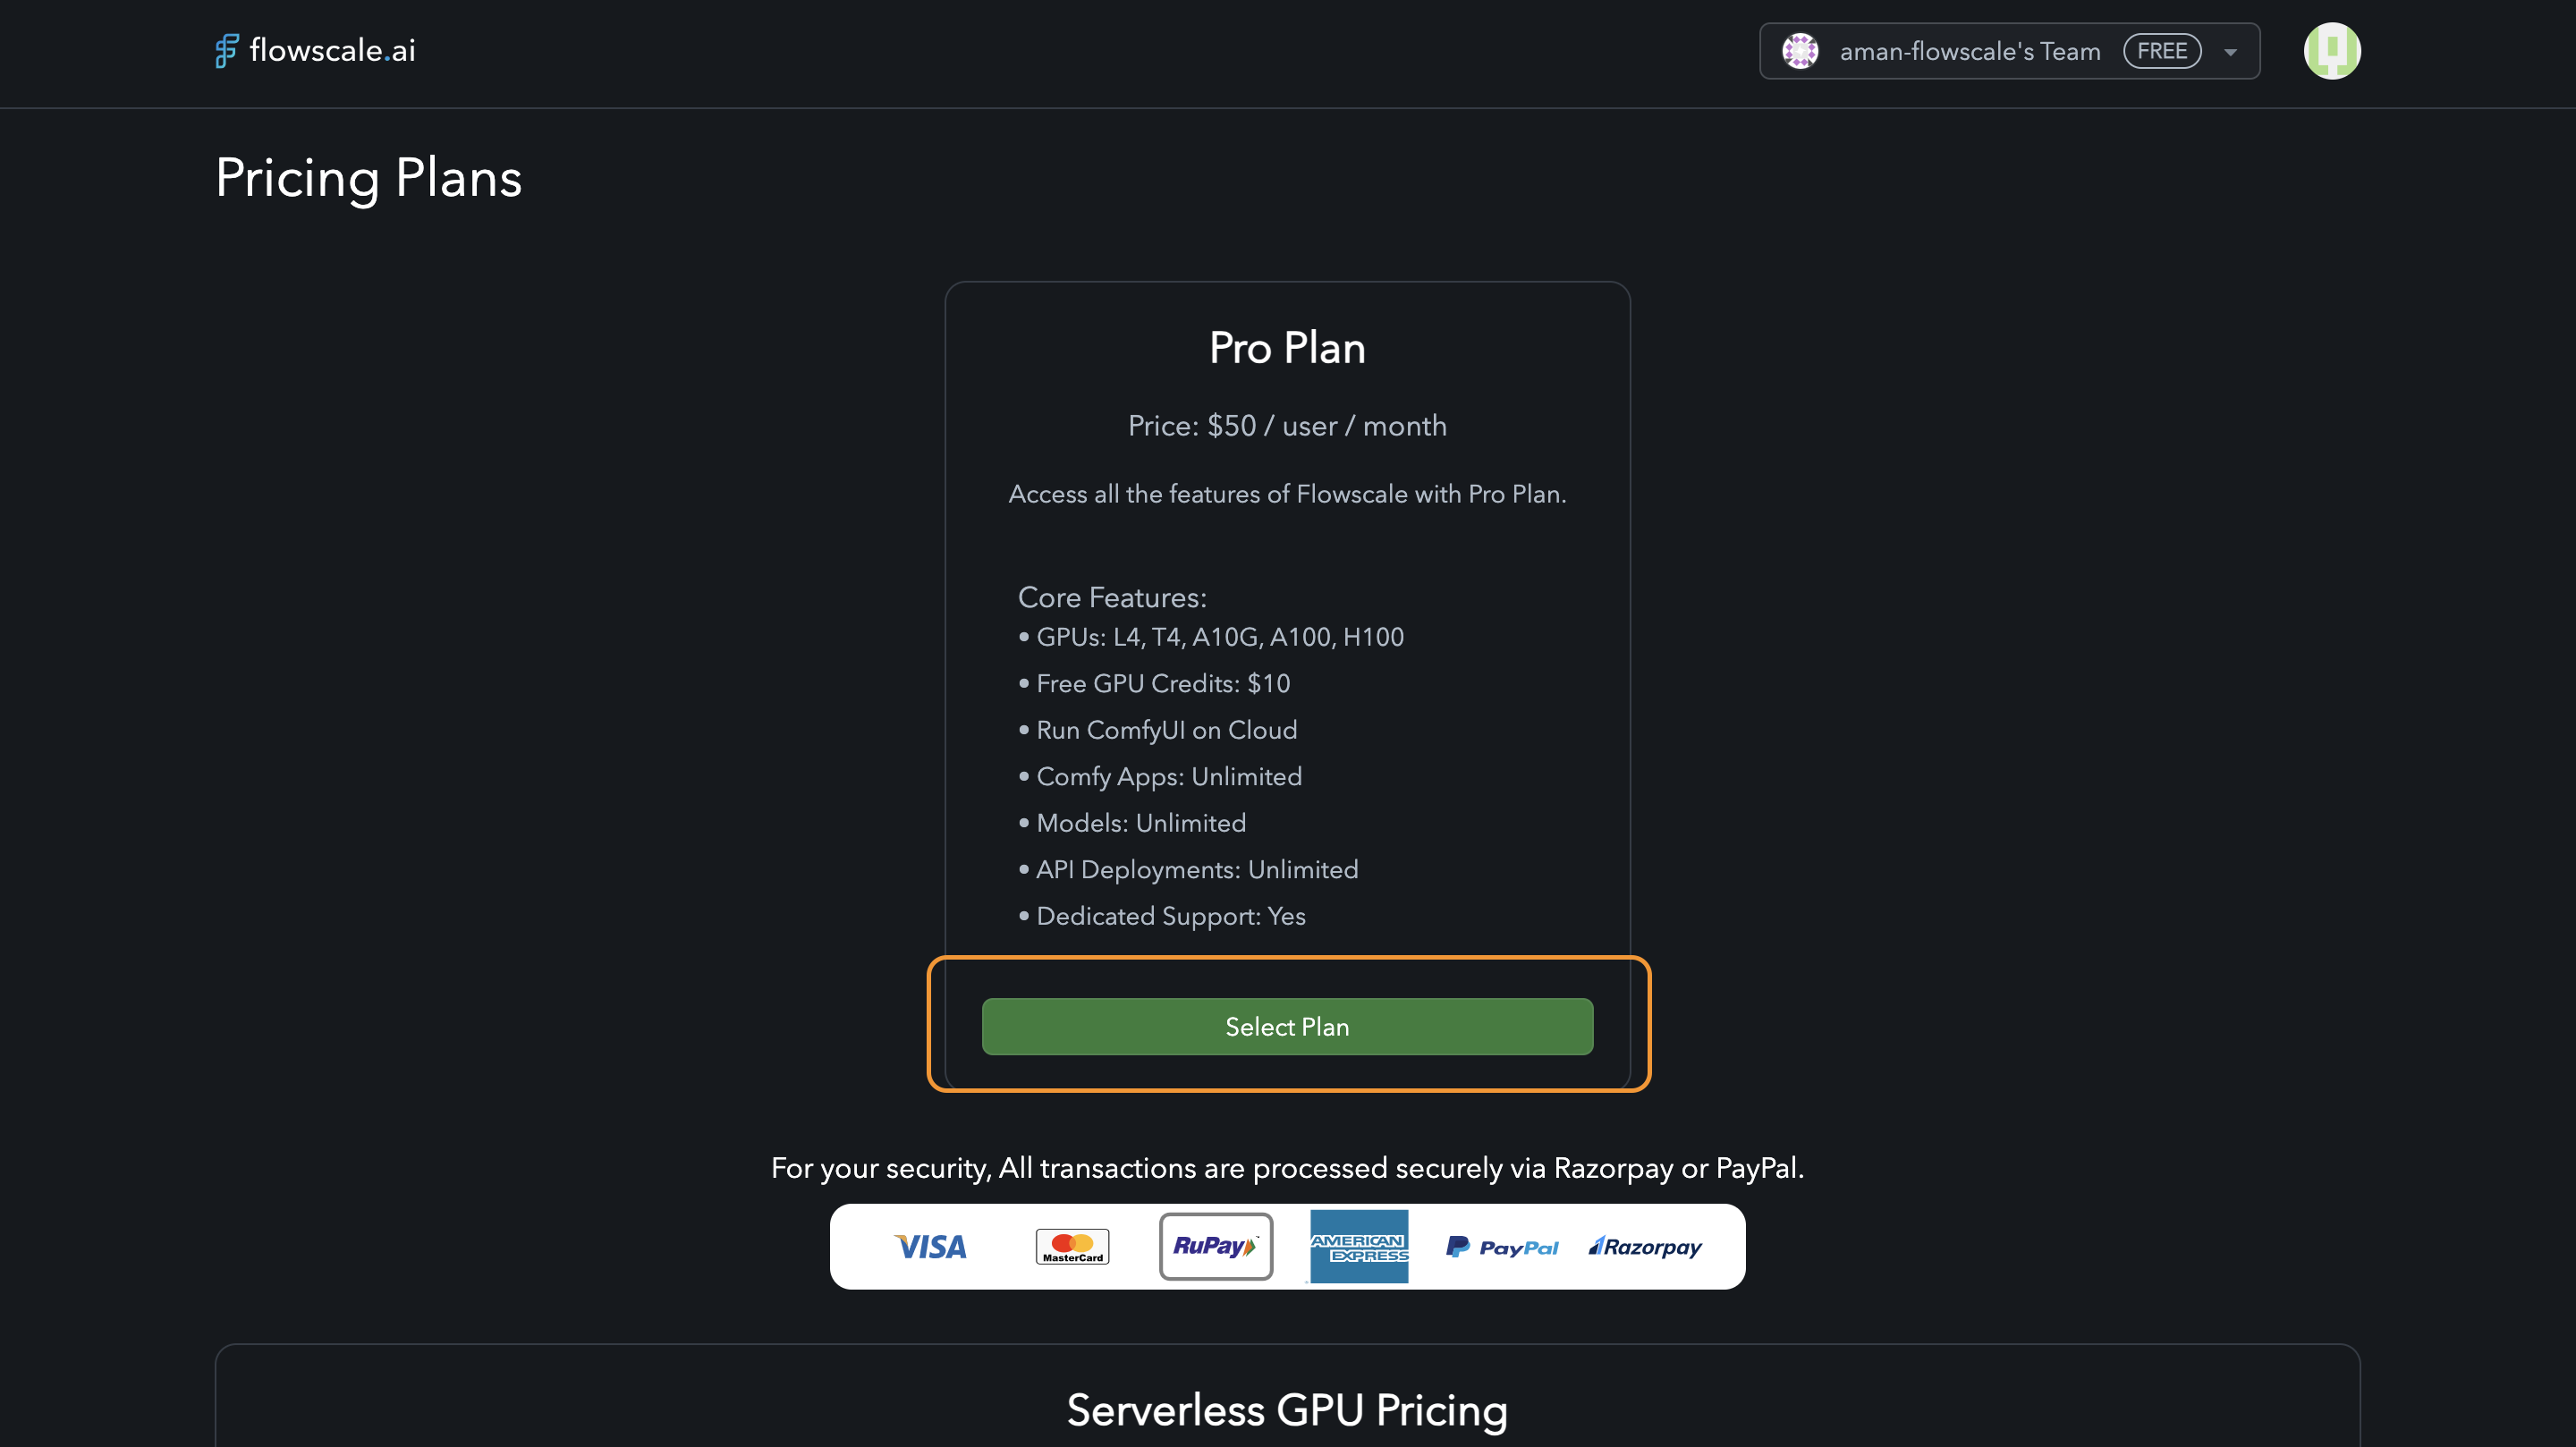 flowscale.ai
aman-flowscale's Team FREE
Pricing Plans
Pro Plan
Price: $50 / user / month
Access all the features of Flowscale with Pro Plan.
Core Features:
• GPUs: L4, T4, A10G, A100, H100
• Free GPU Credits: $10
• Run ComfyUI on Cloud
• Comfy Apps: Unlimited
• Models: Unlimited
• API Deployments: Unlimited
• Dedicated Support: Yes
Select Plan
For your security, All transactions are processed securely via Razorpay or PayPal.
VISA MasterCard RuPay AMERICAN EXPRESS PayPal Razorpay
Serverless GPU Pricing